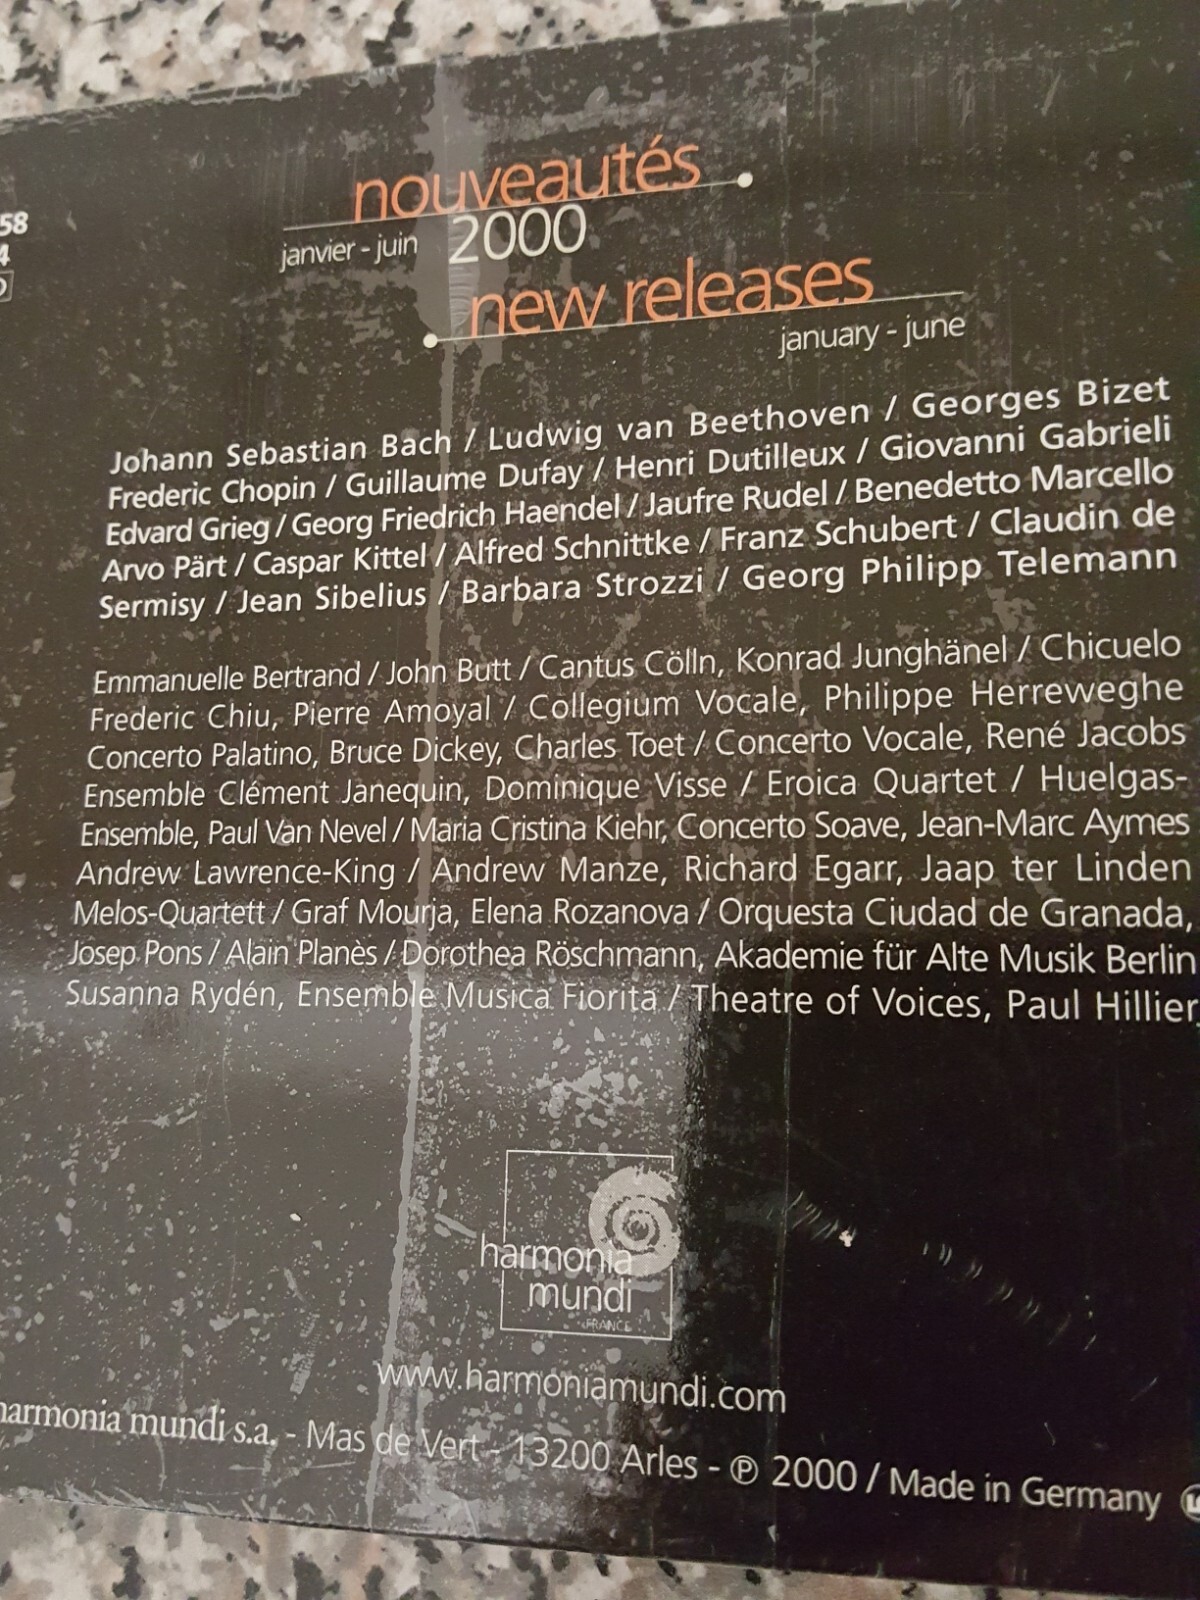 58
4
nouveautés
janvier - juin 2000
new releases
january - june
Johann Sebastian Bach / Ludwig van Beethoven / Georges Bizet
Frederic Chopin / Guillaume Dufay / Henri Dutilleux / Giovanni Gabrieli
Edvard Grieg / Georg Friedrich Haendel / Jaufre Rudel / Benedetto Marcello
Arvo Pärt / Caspar Kittel / Alfred Schnittke / Franz Schubert / Claudin de
Sermisy / Jean Sibelius / Barbara Strozzi / Georg Philipp Telemann
Emmanuelle Bertrand / John Butt / Cantus Cölln, Konrad Junghänel / Chicuelo
Frederic Chiu, Pierre Amoyal / Collegium Vocale, Philippe Herreweghe
Concerto Palatino, Bruce Dickey, Charles Toet / Concerto Vocale, René Jacobs
Ensemble Clément Janequin, Dominique Visse / Eroica Quartet / Huelgas-
Ensemble, Paul Van Nevel / Maria Cristina Kiehr, Concerto Soave, Jean-Marc Aymes
Andrew Lawrence-King / Andrew Manze, Richard Egarr, Jaap ter Linden
Melos-Quartett / Graf Mourja, Elena Rozanova / Orquesta Ciudad de Granada,
Josep Pons / Alain Planès / Dorothea Röschmann, Akademie für Alte Musik Berlin
Susanna Rydén, Ensemble Musica Fiorita / Theatre of Voices, Paul Hillier
harmonia
mundi
FRANCE
www.harmoniamundi.com
harmonia mundi s.a. - Mas de Vert - 13200 Arles - ℗ 2000 / Made in Germany